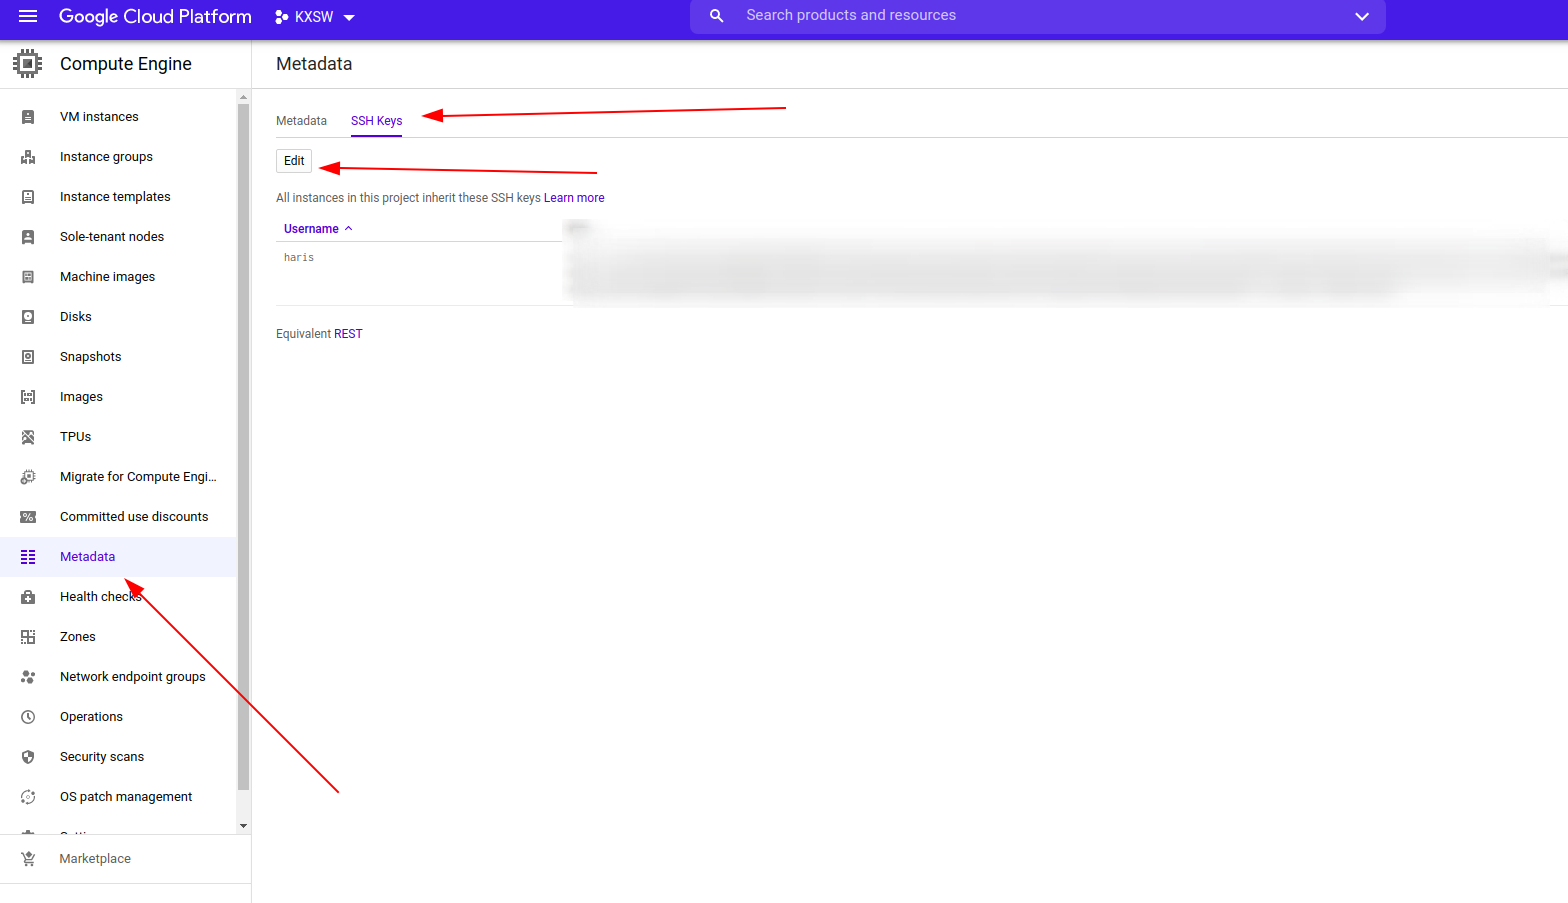 Google Cloud Platform
KXSW
Search products and resources
Compute Engine
Metadata
VM instances
Instance groups
Instance templates
Sole-tenant nodes
Machine images
Disks
Snapshots
Images
TPUs
Migrate for Compute Engi...
Committed use discounts
Metadata
Health checks
Zones
Network endpoint groups
Operations
Security scans
OS patch management
Marketplace
Metadata
SSH Keys
Edit
All instances in this project inherit these SSH keys Learn more
Username
haris
Equivalent REST